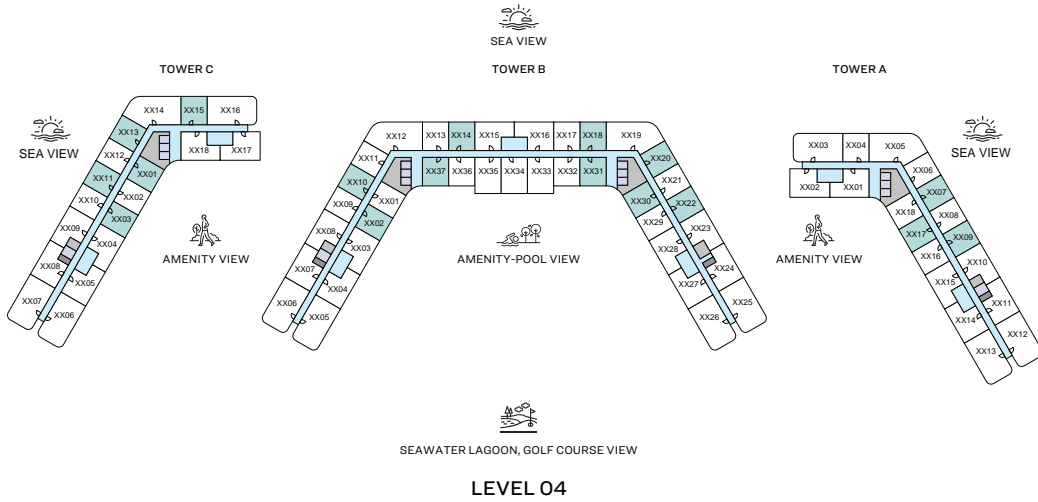 SEA VIEW
TOWER C
TOWER B
TOWER A
SEA VIEW
SEA VIEW
XX14
XX15
XX16
XX13
XX12
XX18
XX17
XX11
XX01
XX10
XX02
XX03
XX09
XX04
XX08
XX05
XX07
XX06
AMENITY VIEW
XX12
XX13
XX14
XX15
XX16
XX17
XX18
XX19
XX11
XX37
XX36
XX35
XX34
XX33
XX32
XX31
XX20
XX10
XX01
XX30
XX21
XX09
XX02
XX29
XX22
XX08
XX03
XX28
XX23
XX07
XX04
XX27
XX24
XX06
XX05
XX26
XX25
AMENITY-POOL VIEW
XX03
XX04
XX05
XX02
XX01
XX06
XX18
XX07
XX17
XX08
XX16
XX09
XX15
XX10
XX14
XX11
XX13
XX12
AMENITY VIEW
SEAWATER LAGOON, GOLF COURSE VIEW
LEVEL 04